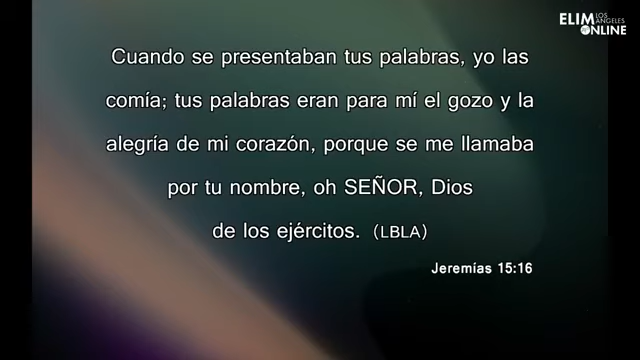 ELIM LOS ANGELES ONLINE
Cuando se presentaban tus palabras, yo las
comía; tus palabras eran para mí el gozo y la
alegría de mi corazón, porque se me llamaba
por tu nombre, oh SEÑOR, Dios
de los ejércitos. (LBLA)
Jeremías 15:16